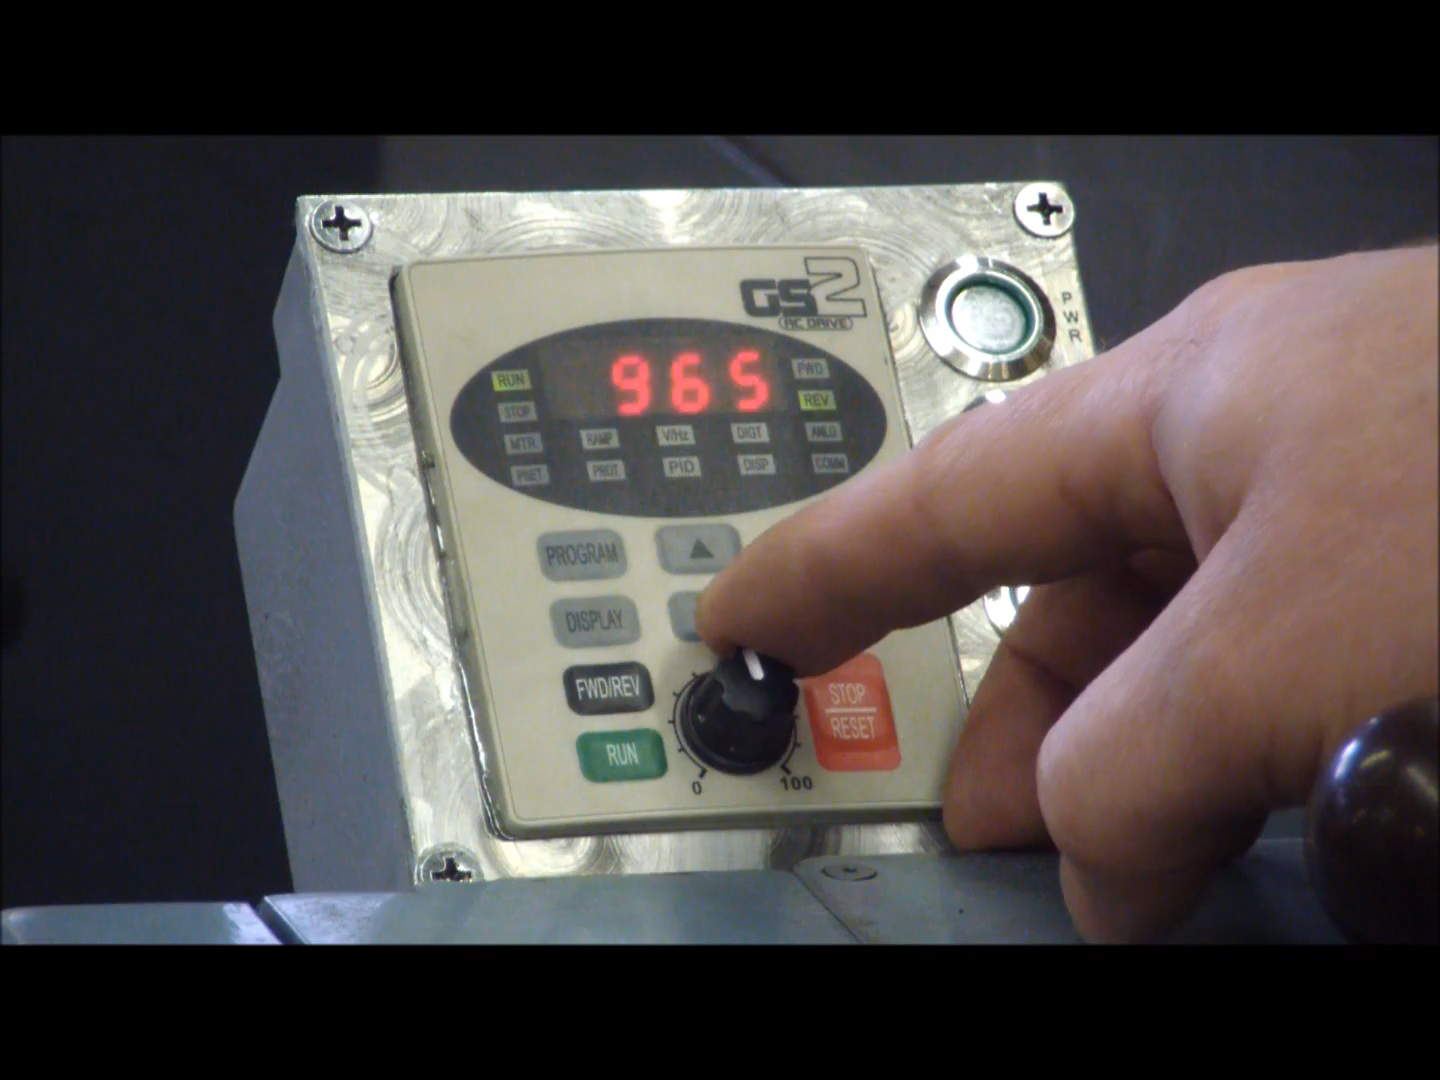 GS2
AC DRIVE
PWR
965
RUN
FWD
STOP
REV
MTR RAMP V/Hz DIGT ANLG
PSET PROT PID DISP COMM
PROGRAM
DISPLAY
FWD/REV
RUN
STOP
RESET
0
100